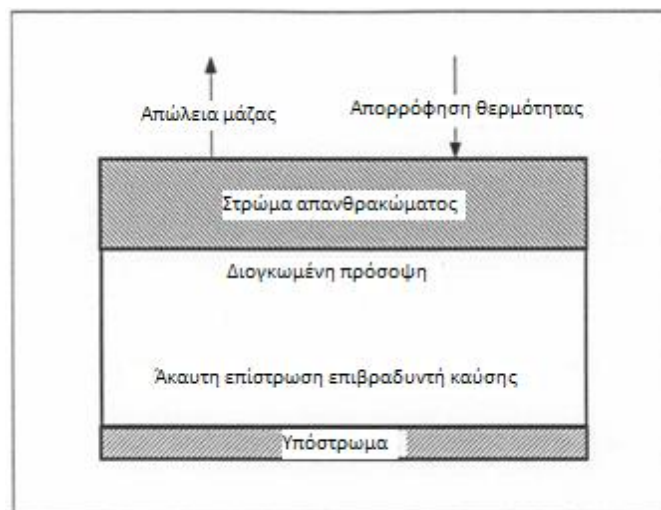 Απώλεια μάζας
Απορρόφηση θερμότητας
Στρώμα απανθρακώματος
Διογκωμένη πρόσοψη
Άκαυτη επίστρωση επιβραδυντή καύσης
Υπόστρωμα